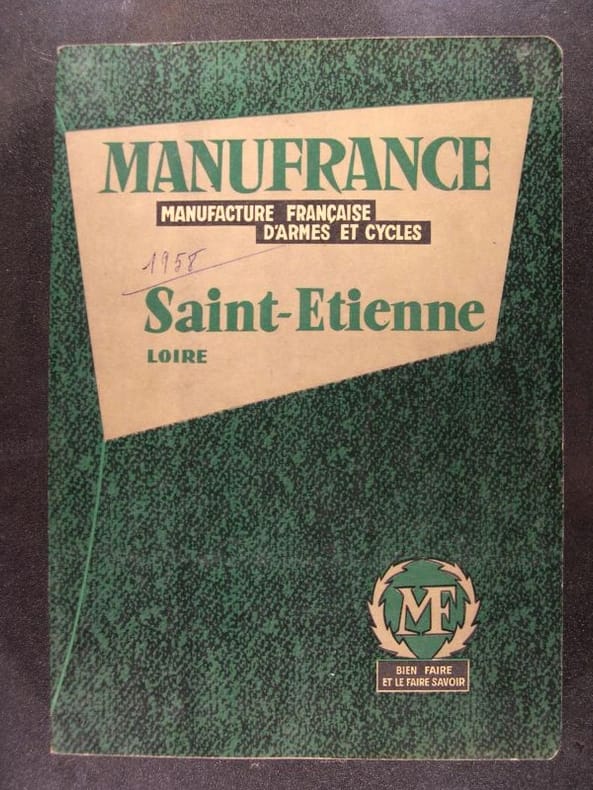 MANUFRANCE
MANUFACTURE FRANÇAISE
D'ARMES ET CYCLES
1958
Saint-Etienne
LOIRE
MF
BIEN FAIRE
ET LE FAIRE SAVOIR